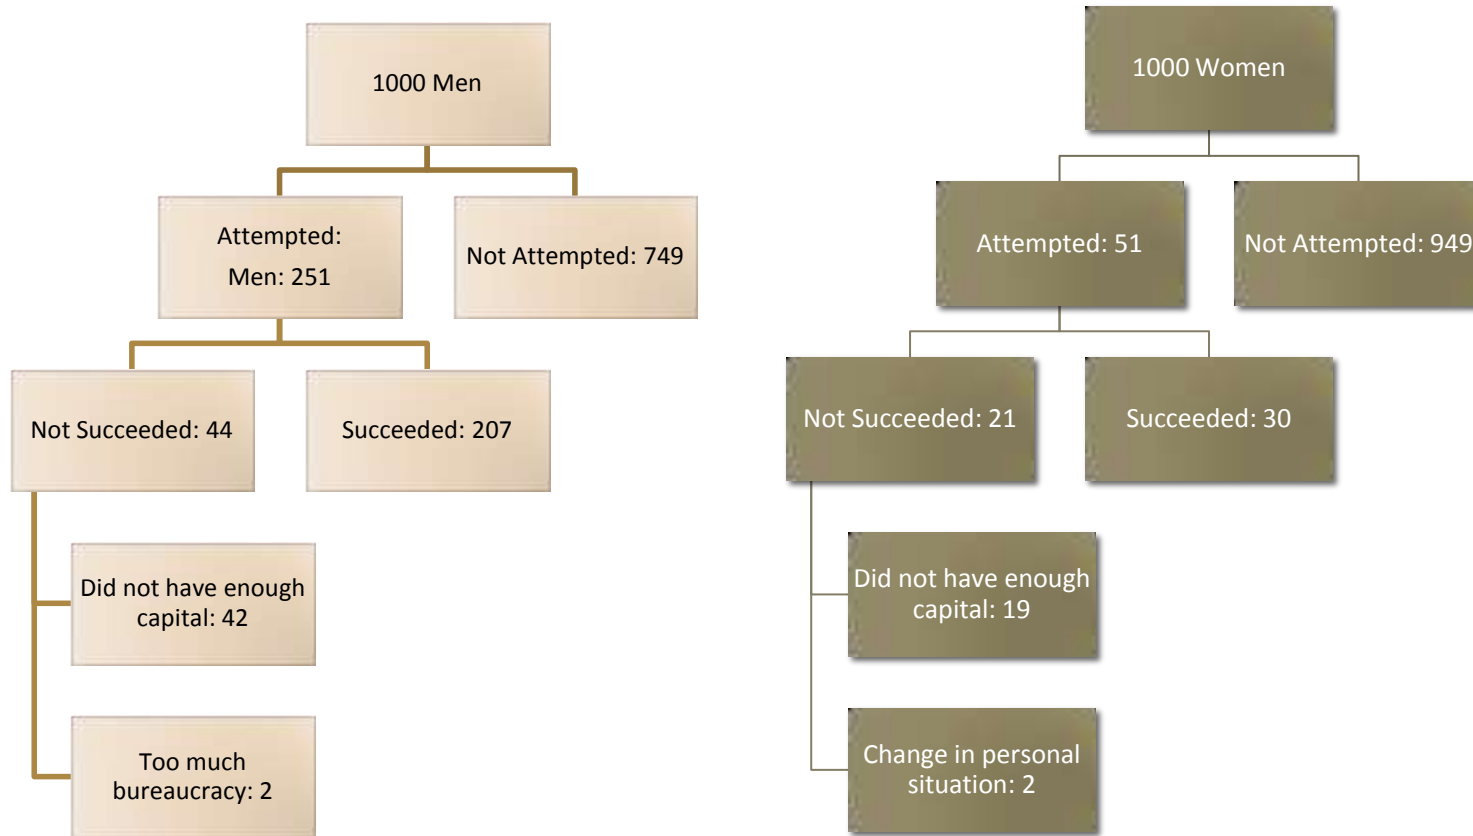 1000 Men
Attempted:
Men: 251
Not Attempted: 749
Not Succeeded: 44
Succeeded: 207
Did not have enough
capital: 42
Too much
bureaucracy: 2
1000 Women
Attempted: 51
Not Attempted: 949
Not Succeeded: 21
Succeeded: 30
Did not have enough
capital: 19
Change in personal
situation: 2